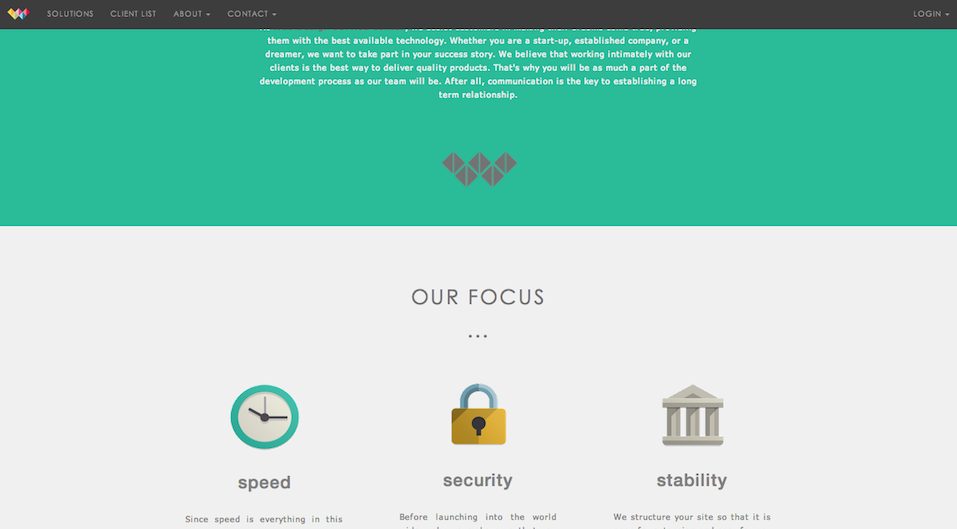 SOLUTIONS CLIENT LIST ABOUT CONTACT LOGIN
them with the best available technology. Whether you are a start-up, established company, or a
dreamer, we want to take part in your success story. We believe that working intimately with our
clients is the best way to deliver quality products. That's why you will be as much a part of the
development process as our team will be. After all, communication is the key to establishing a long
term relationship.
OUR FOCUS
...
speed
security
stability
Since speed is everything in this
Before launching into the world
We structure your site so that it is